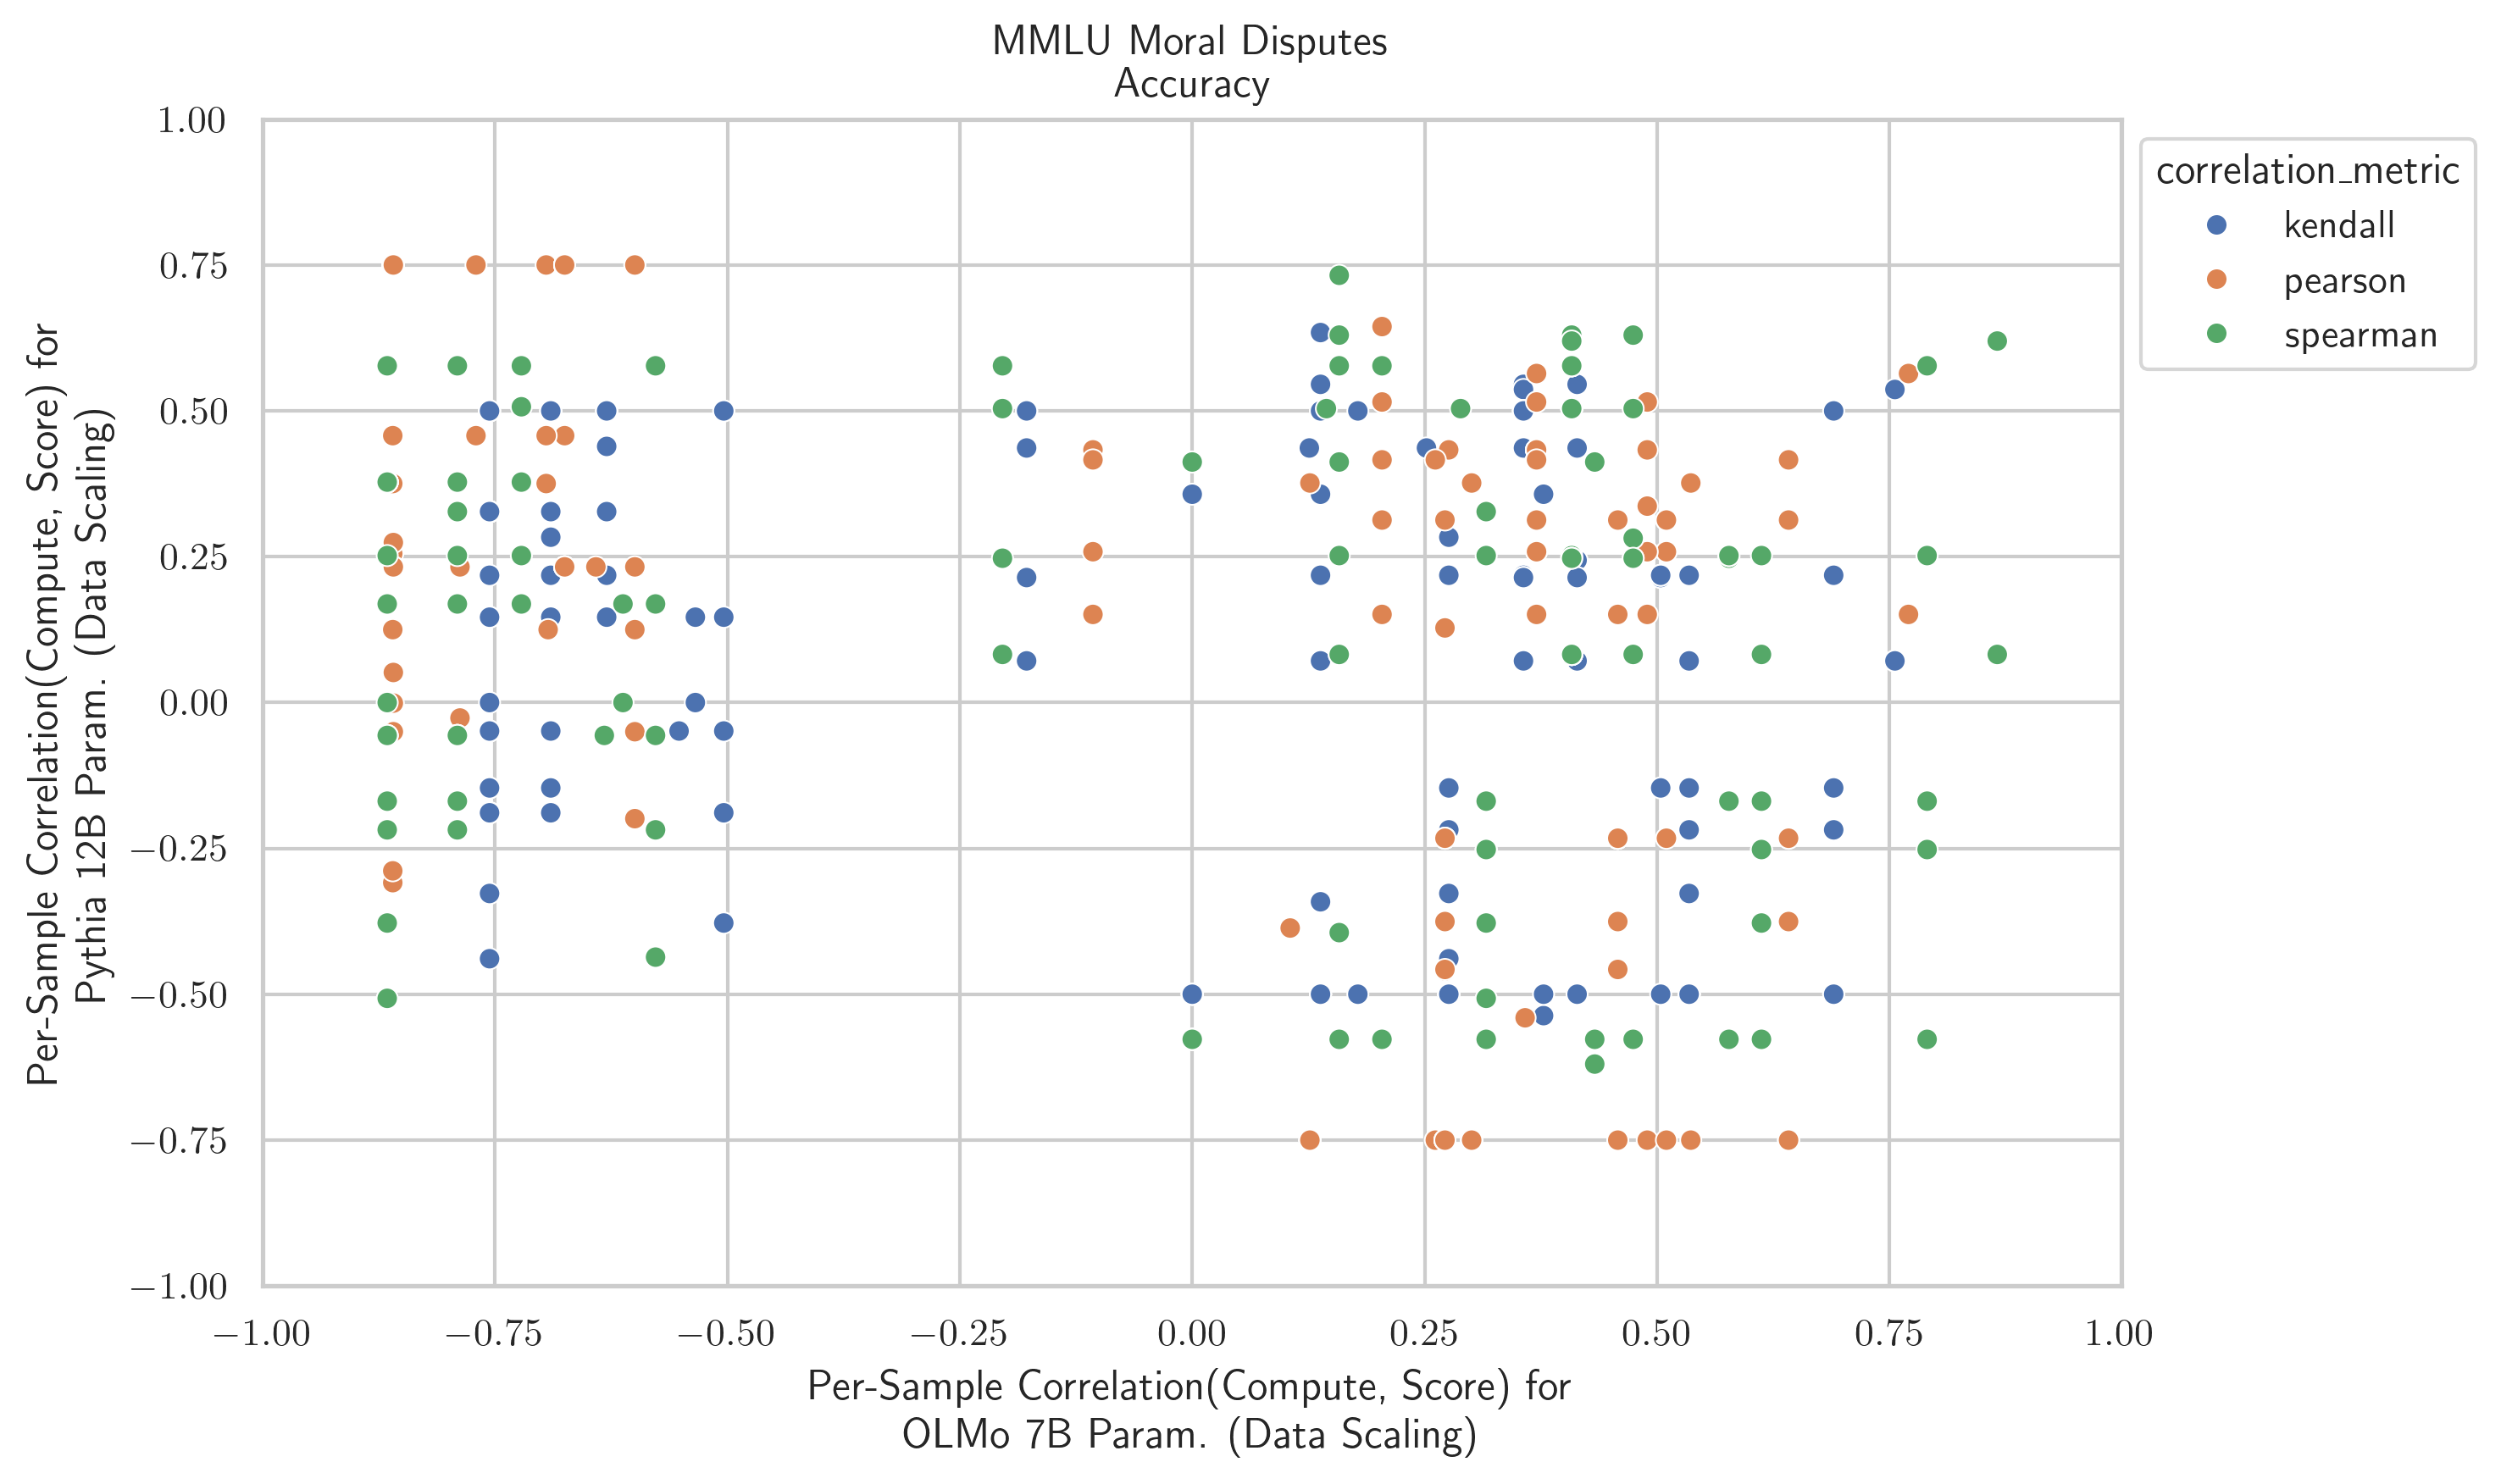 MMLU Moral Disputes
Accuracy
Per-Sample Correlation(Compute, Score) for
Pythia 12B Param. (Data Scaling)
1.00
0.75
0.50
0.25
0.00
−0.25
−0.50
−0.75
−1.00
−1.00 −0.75 −0.50 −0.25 0.00 0.25 0.50 0.75 1.00
Per-Sample Correlation(Compute, Score) for
OLMo 7B Param. (Data Scaling)
correlation_metric
kendall
pearson
spearman